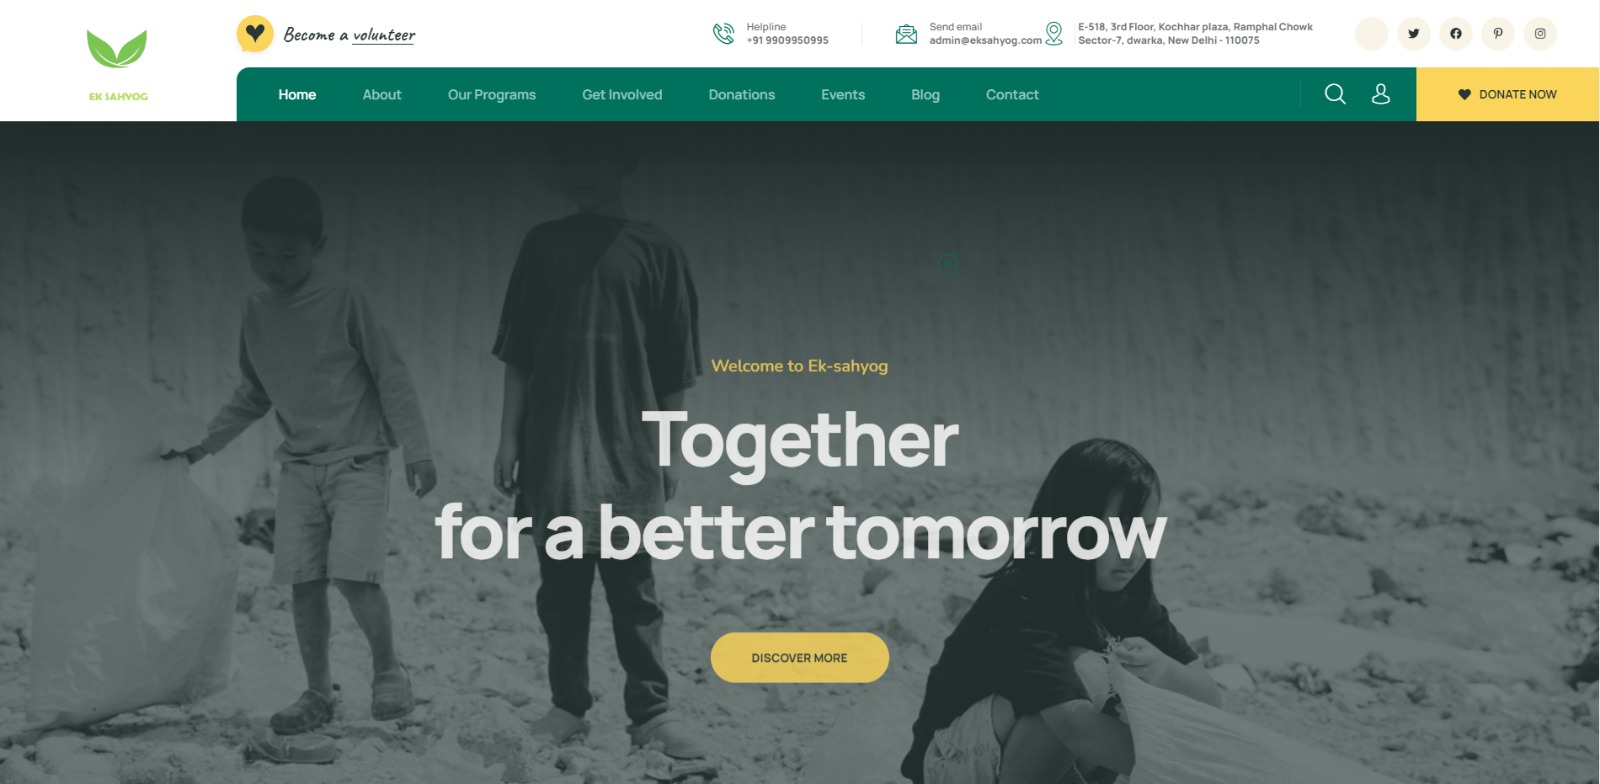 EK SAHYOG
Become a volunteer
Helpline
+91 9909950995
Send email
admin@eksahyog.com
E-518, 3rd Floor, Kochhar plaza, Ramphal Chowk
Sector-7, dwarka, New Delhi - 110075
Home About Our Programs Get Involved Donations Events Blog Contact
DONATE NOW
Welcome to Ek-sahyog
Together
for a better tomorrow
DISCOVER MORE